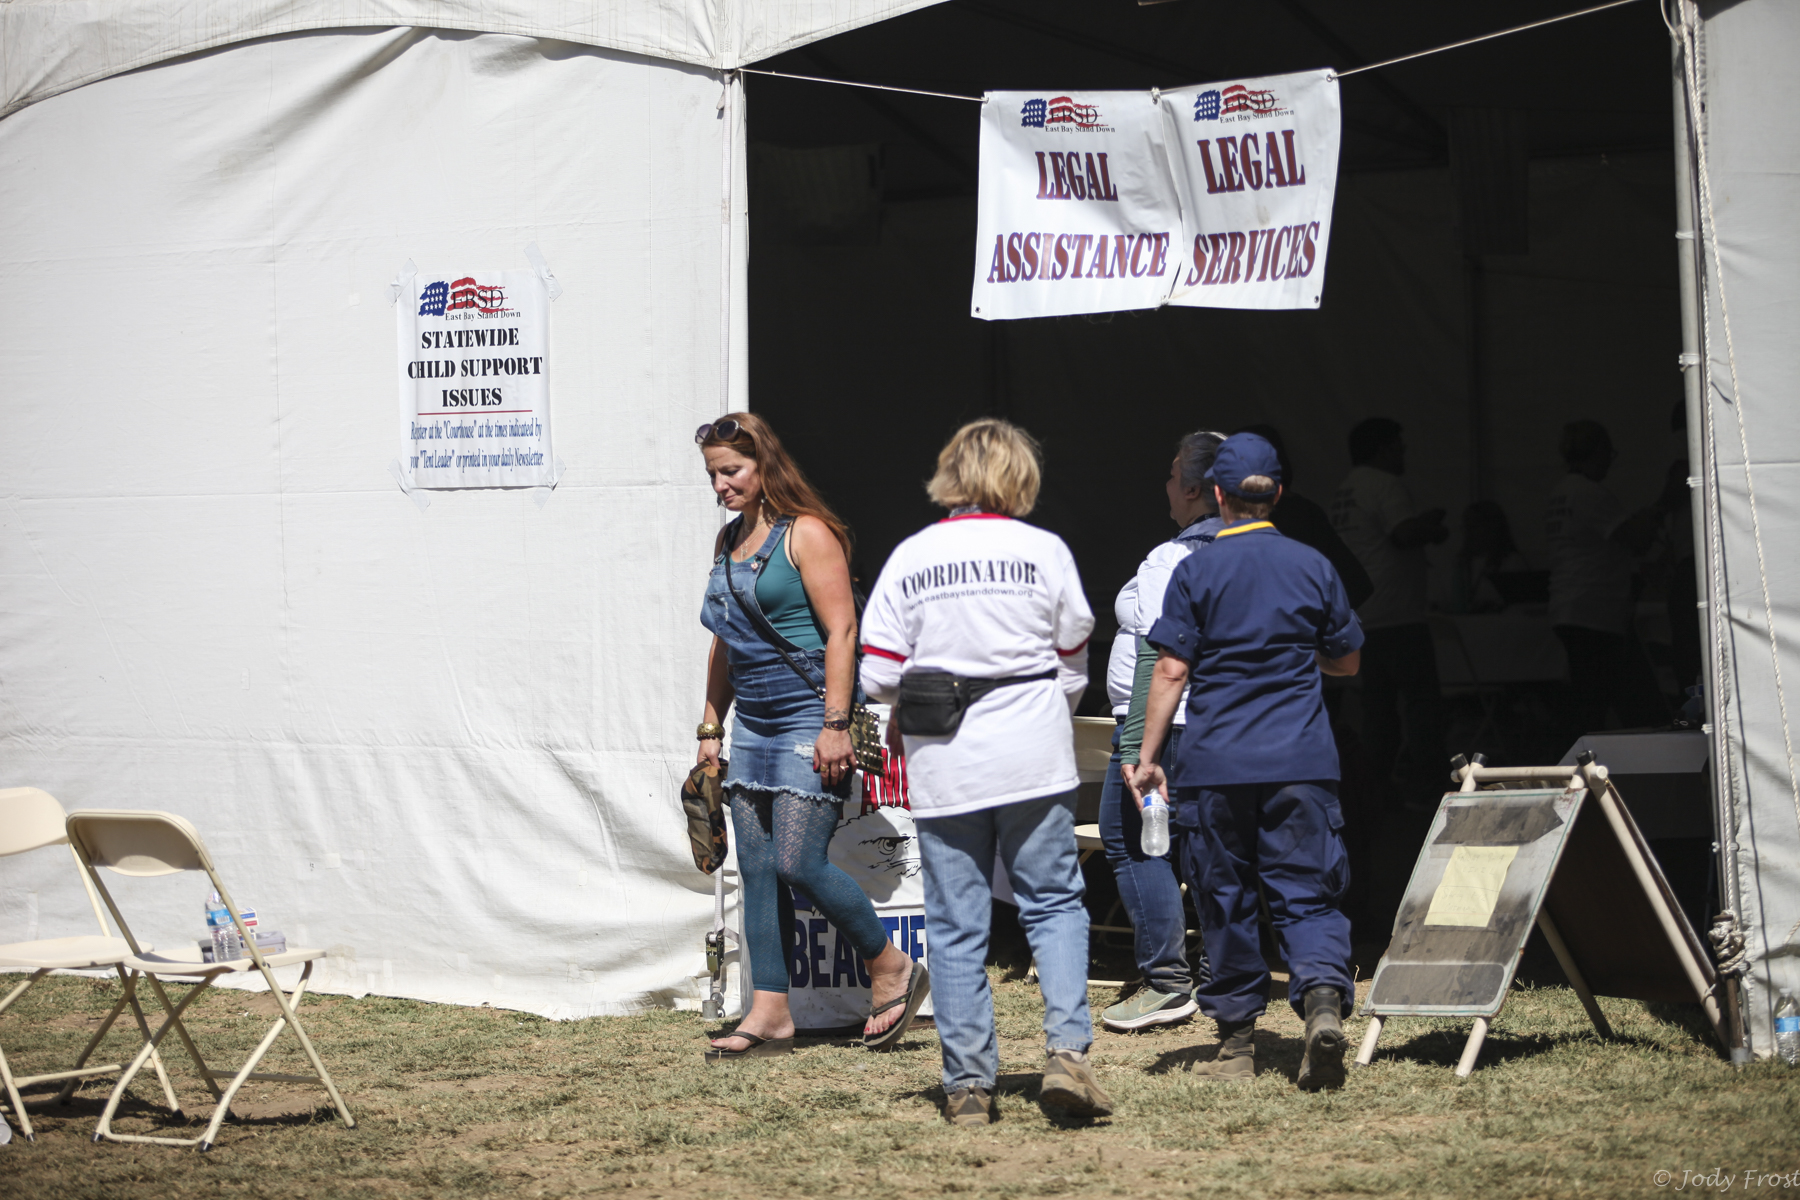 EBSD
East Bay Stand Down
LEGAL
ASSISTANCE
EBSD
East Bay Stand Down
LEGAL
SERVICES
EBSD
East Bay Stand Down
STATEWIDE
CHILD SUPPORT
ISSUES
Register at the "Courthouse" at the times indicated by
your "Tent Leader" or printed in your daily Newsletter.
COORDINATOR
www.eastbaystanddown.org
AM
BEAUTIF
© Jody Frost